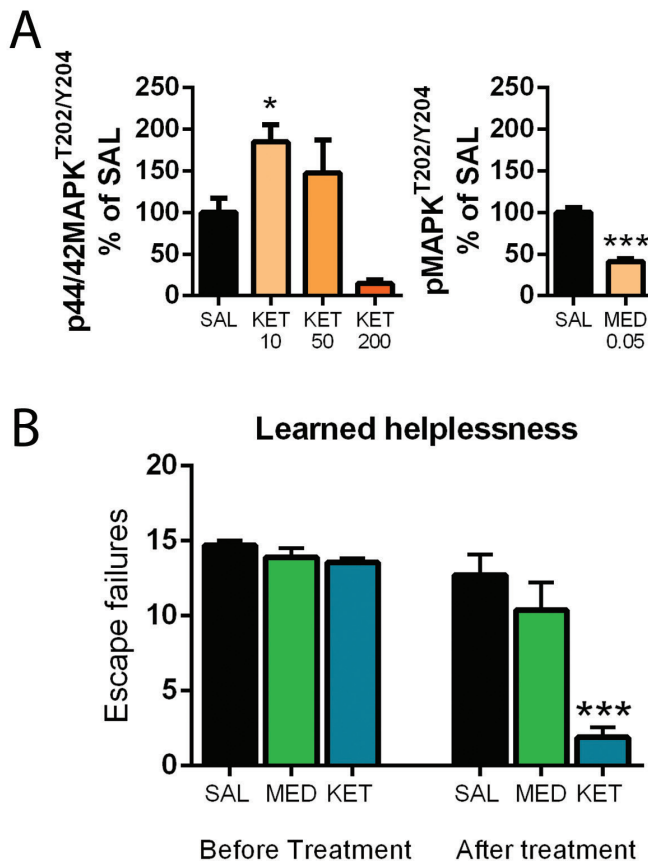 A
p44/42MAPK^T202/Y204
% of SAL
250
200
150
100
50
0
*
SAL KET KET KET
10 50 200
pMAPK^T202/Y204
% of SAL
250
200
150
100
50
0
***
SAL MED
0.05
B
Learned helplessness
Escape failures
20
15
10
5
0
***
SAL MED KET SAL MED KET
Before Treatment After treatment